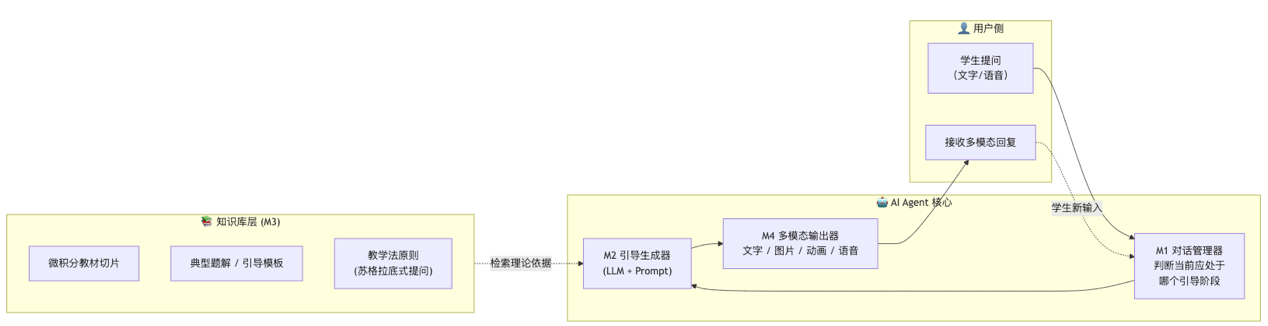 👤 用户侧
学生提问
（文字/语音）
接收多模态回复
🤖 AI Agent 核心
学生新输入
M1 对话管理器
判断当前应处于
哪个引导阶段
M4 多模态输出器
文字 / 图片 / 动画 / 语音
M2 引导生成器
(LLM + Prompt)
检索理论依据
📚 知识库层 (M3)
微积分教材切片
典型题解 / 引导模板
教学法原则
(苏格拉底式提问)